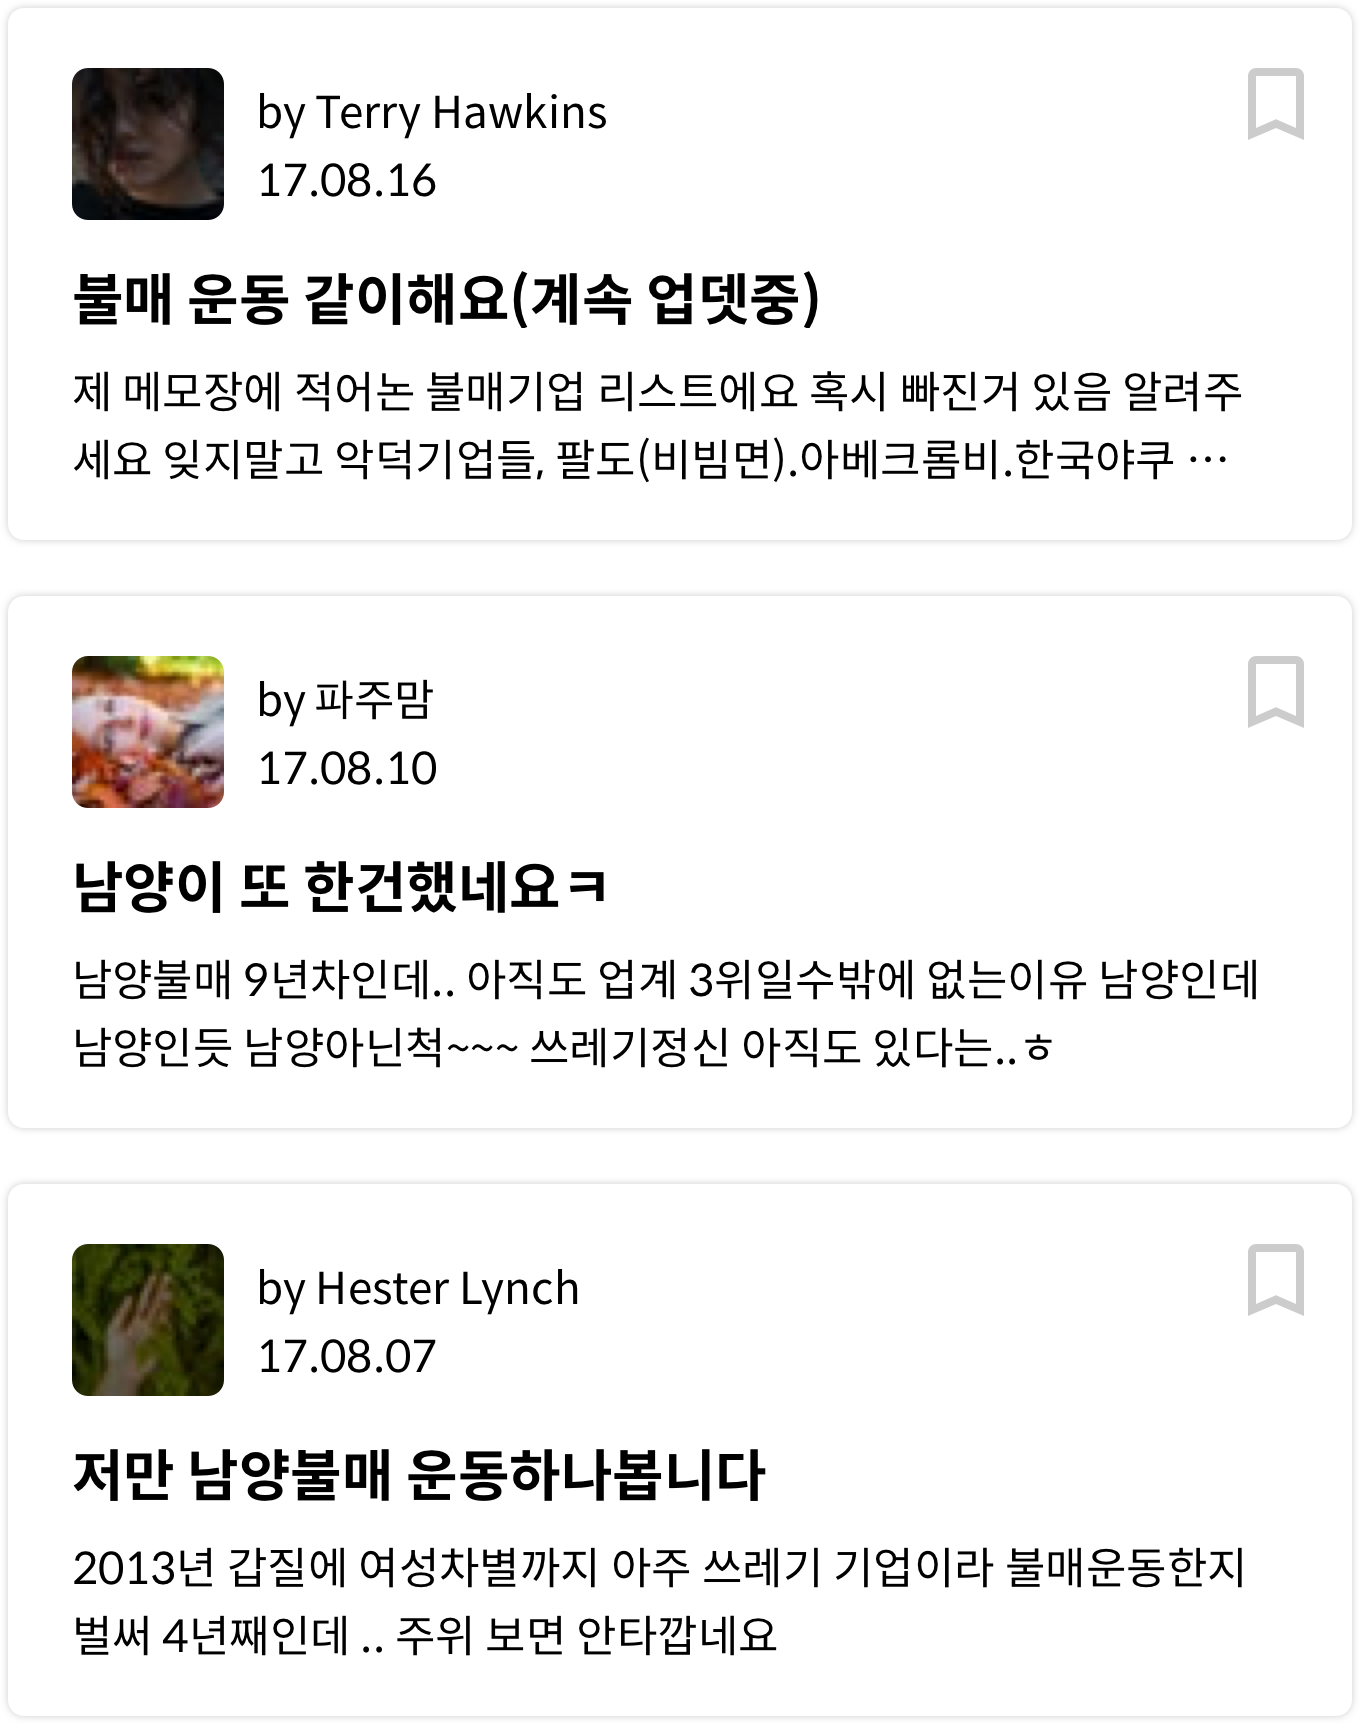 by Terry Hawkins
17.08.16
불매 운동 같이해요(계속 업뎃중)
제 메모장에 적어논 불매기업 리스트에요 혹시 빠진거 있음 알려주
세요 잊지말고 악덕기업들, 팔도(비빔면).아베크롬비.한국야쿠 …
by 파주맘
17.08.10
남양이 또 한건했네요ㅋ
남양불매 9년차인데.. 아직도 업계 3위일수밖에 없는이유 남양인데
남양인듯 남양아닌척~~~ 쓰레기정신 아직도 있다는..ㅎ
by Hester Lynch
17.08.07
저만 남양불매 운동하나봅니다
2013년 갑질에 여성차별까지 아주 쓰레기 기업이라 불매운동한지
벌써 4년째인데 .. 주위 보면 안타깝네요